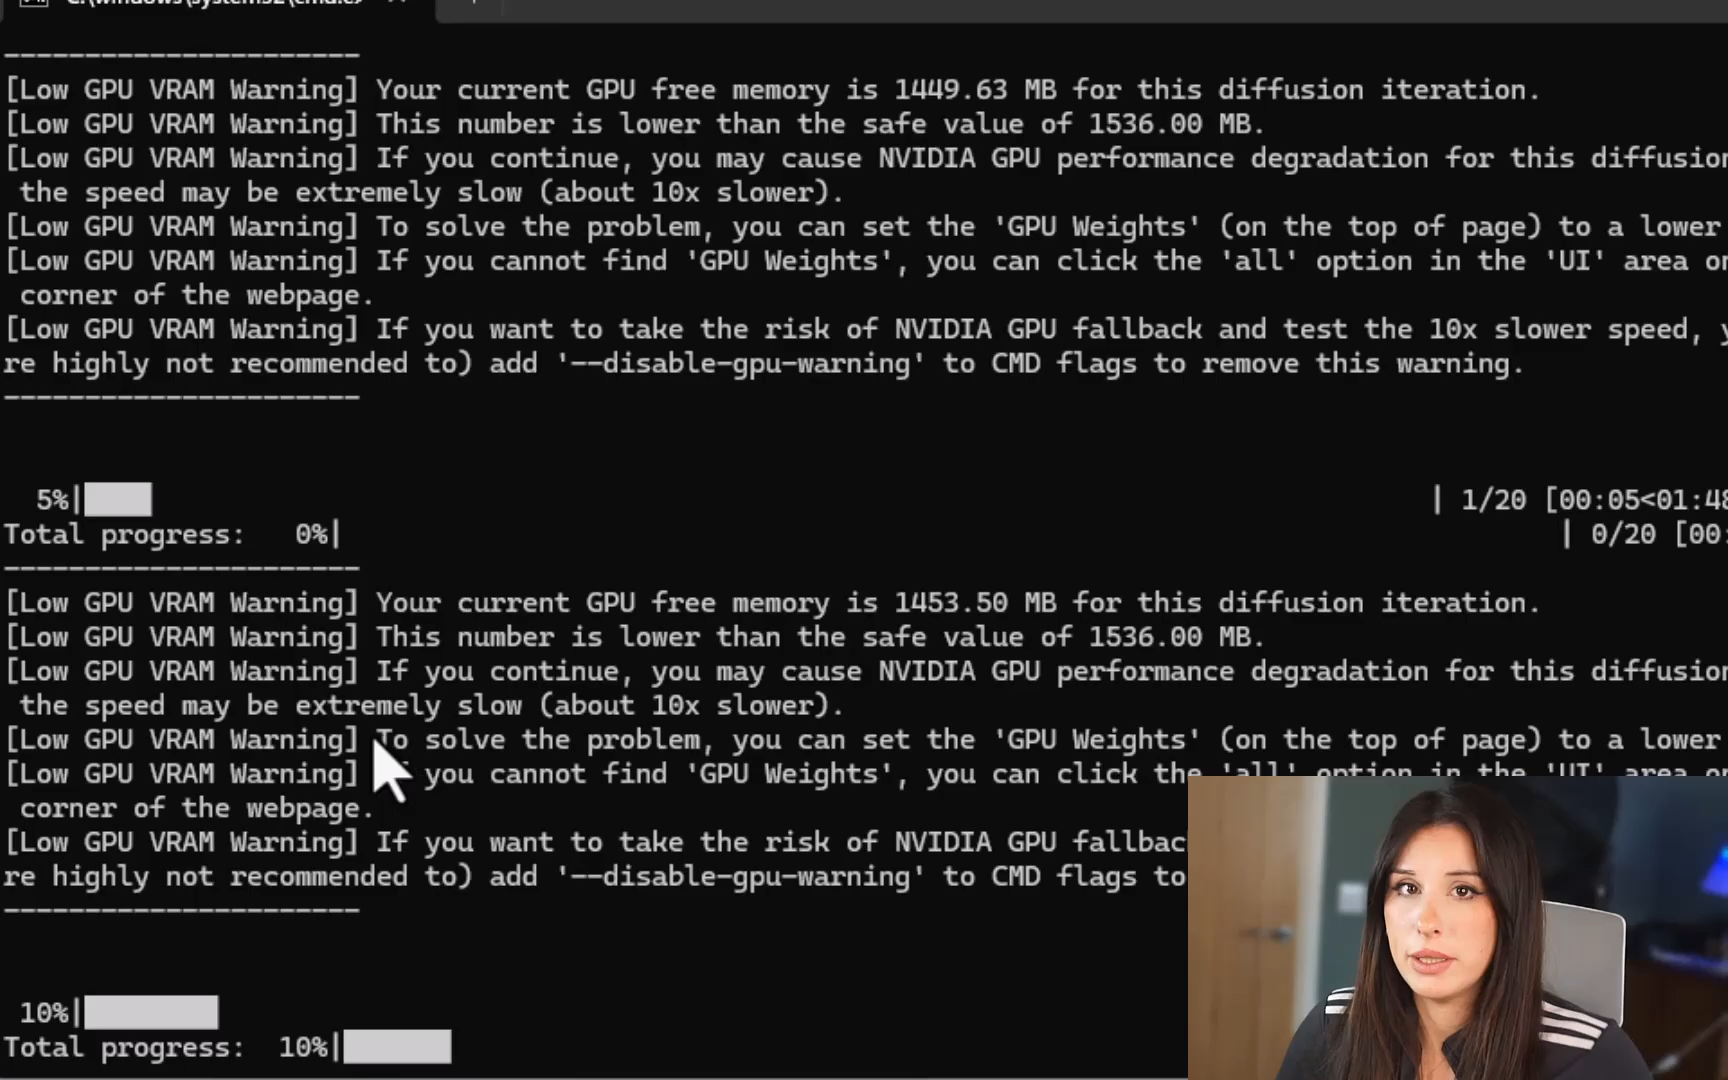 [Low GPU VRAM Warning] Your current GPU free memory is 1449.63 MB for this diffusion iteration.
[Low GPU VRAM Warning] This number is lower than the safe value of 1536.00 MB.
[Low GPU VRAM Warning] If you continue, you may cause NVIDIA GPU performance degradation for this diffusion
the speed may be extremely slow (about 10x slower).
[Low GPU VRAM Warning] To solve the problem, you can set the 'GPU Weights' (on the top of page) to a lower
[Low GPU VRAM Warning] If you cannot find 'GPU Weights', you can click the 'all' option in the 'UI' area on
corner of the webpage.
[Low GPU VRAM Warning] If you want to take the risk of NVIDIA GPU fallback and test the 10x slower speed, y
re highly not recommended to) add '--disable-gpu-warning' to CMD flags to remove this warning.
5%| | 1/20 [00:05<01:48
Total progress: 0%| | 0/20 [00:
[Low GPU VRAM Warning] Your current GPU free memory is 1453.50 MB for this diffusion iteration.
[Low GPU VRAM Warning] This number is lower than the safe value of 1536.00 MB.
[Low GPU VRAM Warning] If you continue, you may cause NVIDIA GPU performance degradation for this diffusion
the speed may be extremely slow (about 10x slower).
[Low GPU VRAM Warning] To solve the problem, you can set the 'GPU Weights' (on the top of page) to a lower
[Low GPU VRAM Warning] you cannot find 'GPU Weights', you can click the 'all' option in the 'UI' area on
corner of the webpage.
[Low GPU VRAM Warning] If you want to take the risk of NVIDIA GPU fallbac
re highly not recommended to) add '--disable-gpu-warning' to CMD flags to
10%|
Total progress: 10%|